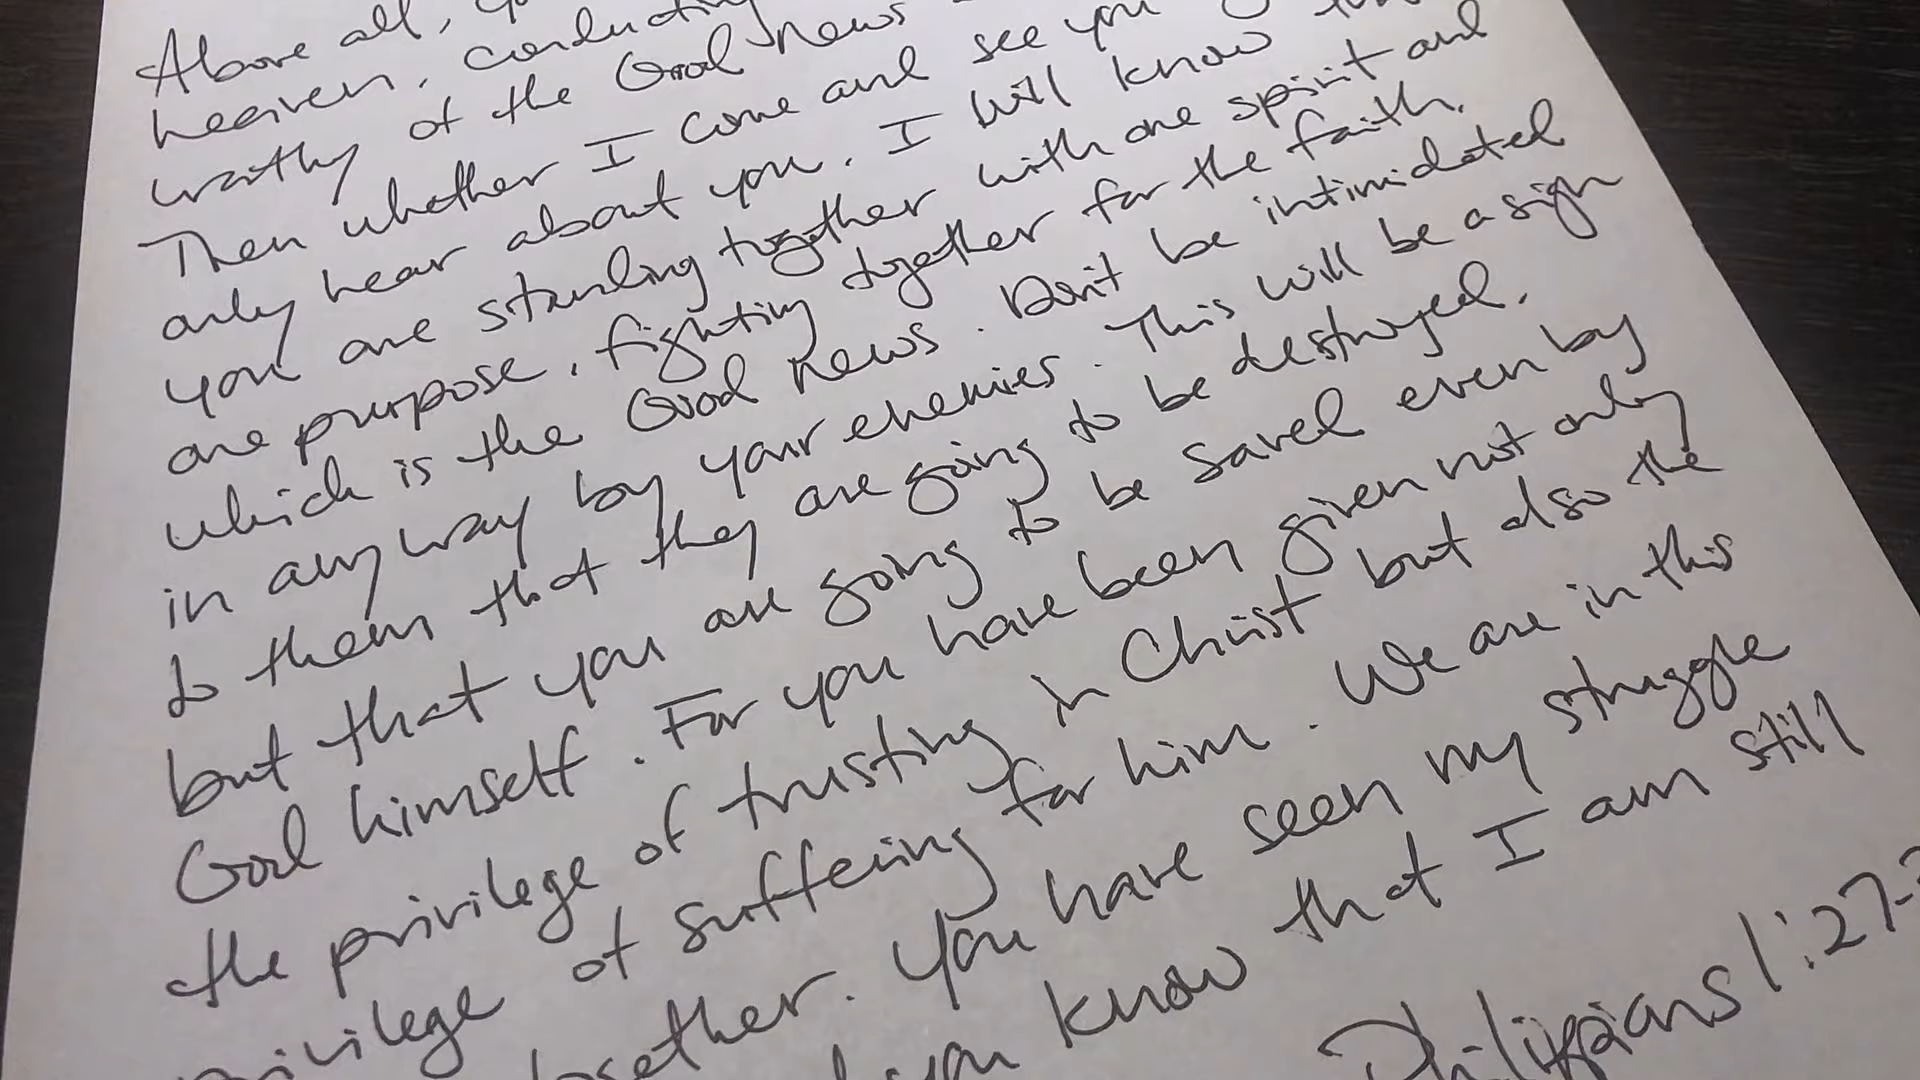 Above all,
heaven, conducting
worthy of the Good News
Then whether I come and see you
only hear about you. I will know
you are standing together with one spirit and
one purpose, fighting together for the faith.
which is the Good News. Don't be intimidated
in any way by your enemies. This will be a sign
to them that they are going to be destroyed.
but that you are going to be saved even by
God himself. For you have been given not only
the privilege of trusting in Christ but also the
privilege of suffering for him. We are in this
together. You have seen my struggle
you know that I am still
Philippians 1:27-